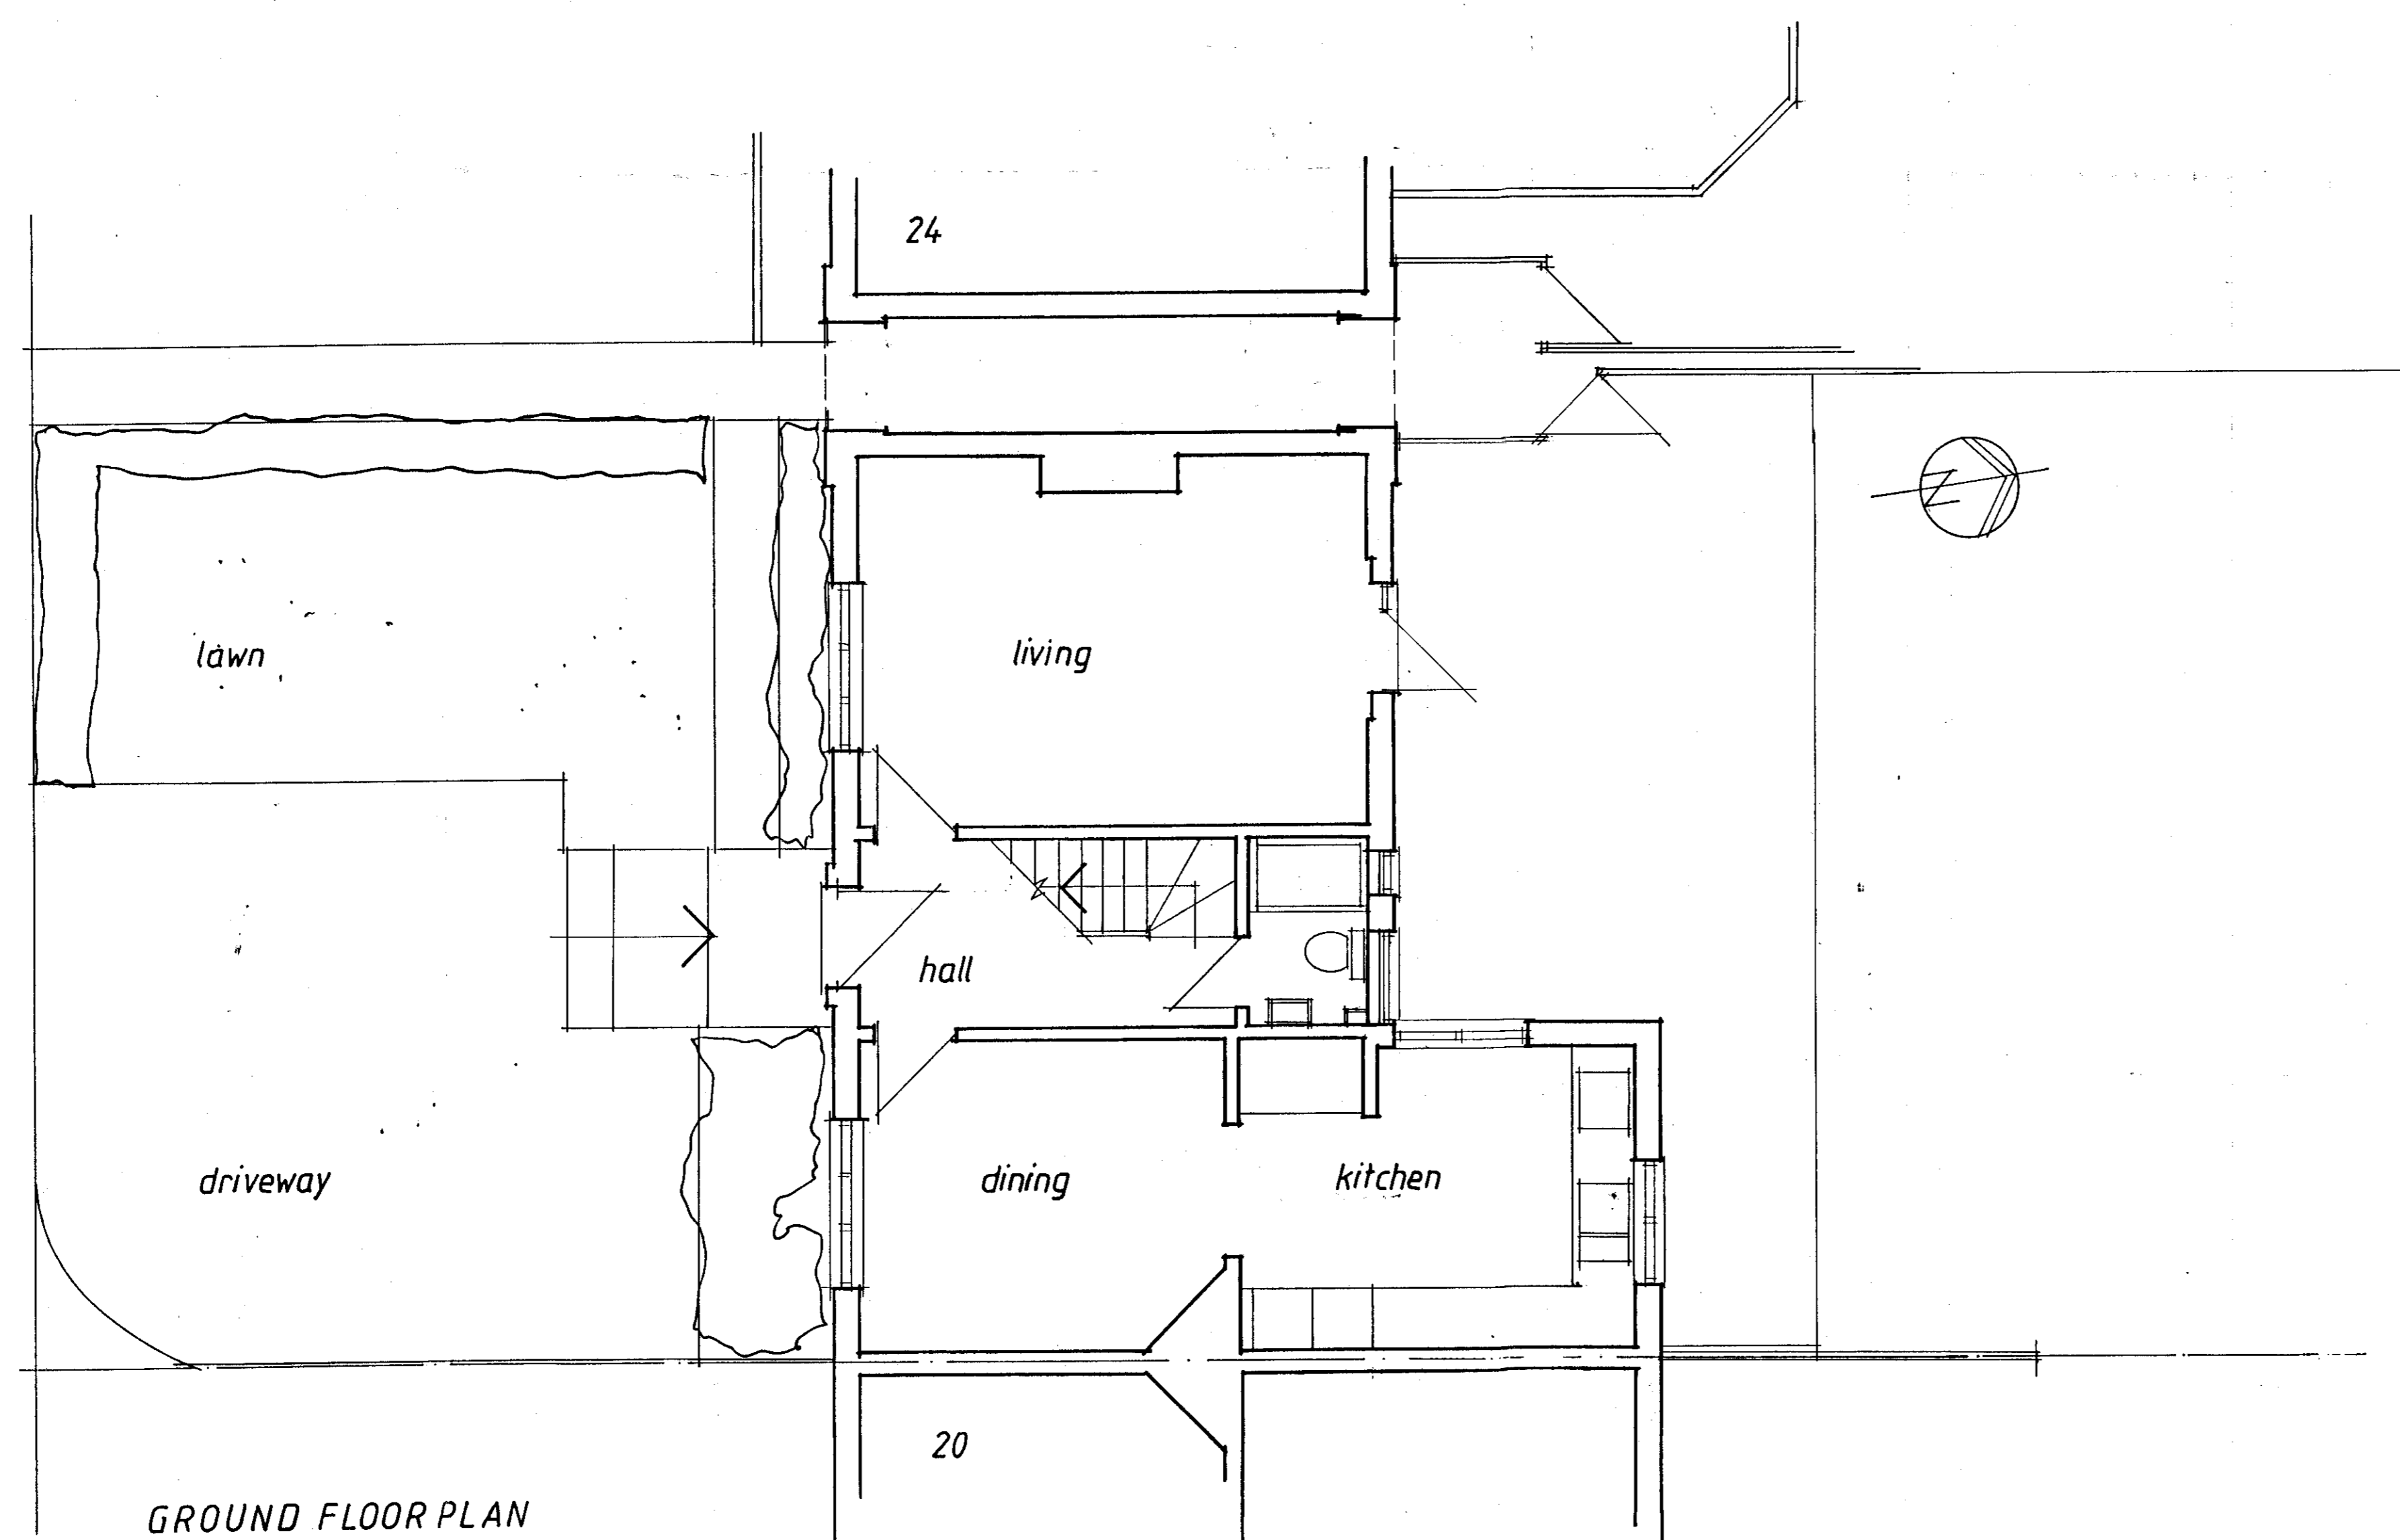 24
lawn
living
hall
driveway
dining
kitchen
20
GROUND FLOOR PLAN